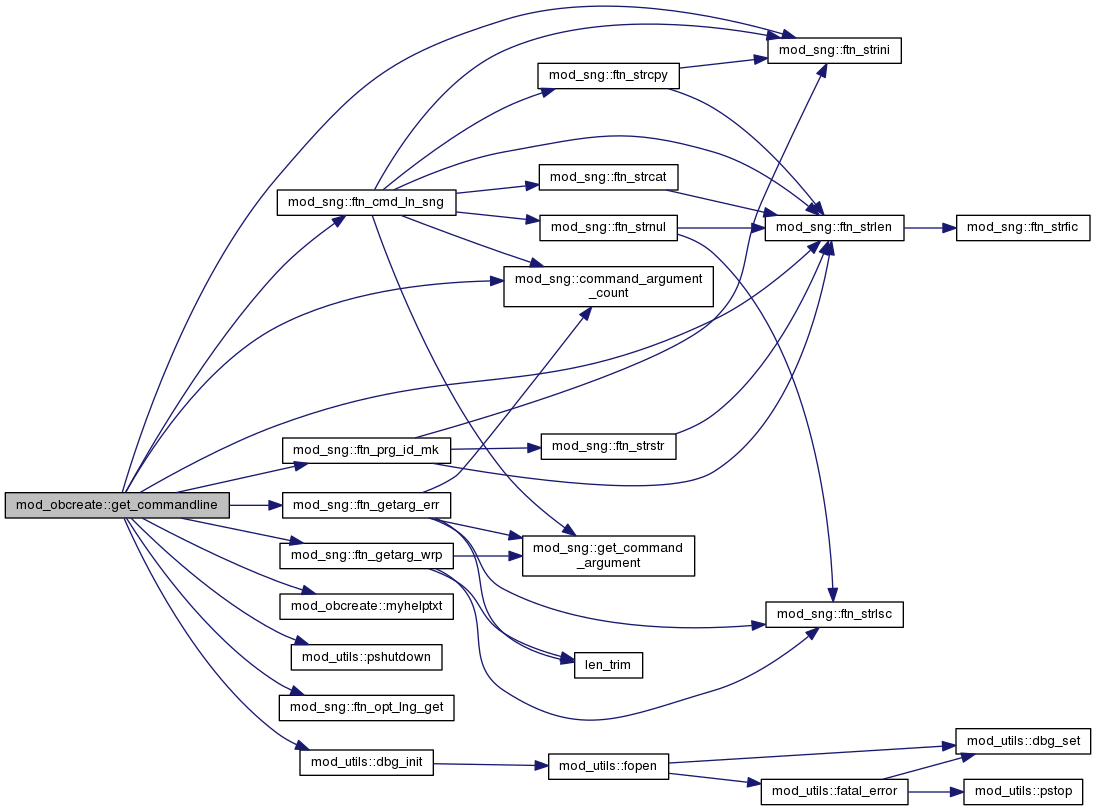 mod_sng::ftn_strini
mod_sng::ftn_strcpy
mod_sng::ftn_strcat
mod_sng::ftn_cmd_ln_sng
mod_sng::ftn_strnul
mod_sng::ftn_strlen
mod_sng::ftn_strfic
mod_sng::command_argument
_count
mod_sng::ftn_prg_id_mk
mod_sng::ftn_strstr
mod_obcreate::get_commandline
mod_sng::ftn_getarg_err
mod_sng::ftn_getarg_wrp
mod_sng::get_command
_argument
mod_obcreate::myhelptxt
mod_sng::ftn_strlsc
mod_utils::pshutdown
len_trim
mod_sng::ftn_opt_lng_get
mod_utils::dbg_set
mod_utils::dbg_init
mod_utils::fopen
mod_utils::fatal_error
mod_utils::pstop